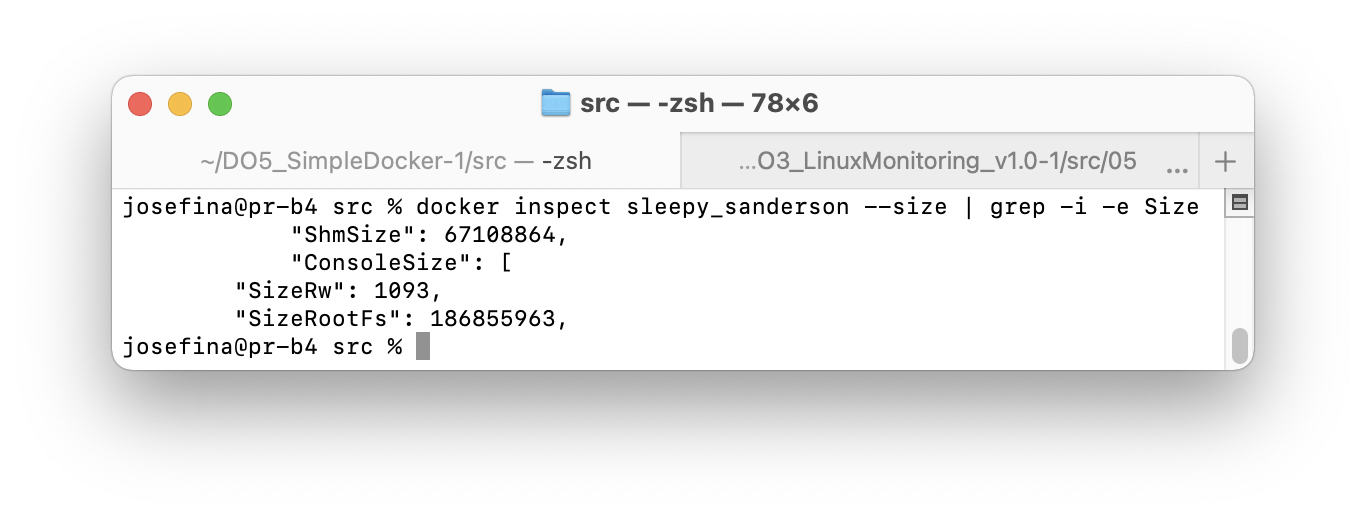 src — -zsh — 78×6
~/DO5_SimpleDocker-1/src — -zsh
...O3_LinuxMonitoring_v1.0-1/src/05 ...
josefina@pr-b4 src % docker inspect sleepy_sanderson --size | grep -i -e Size
"ShmSize": 67108864,
"ConsoleSize": [
"SizeRw": 1093,
"SizeRootFs": 186855963,
josefina@pr-b4 src %